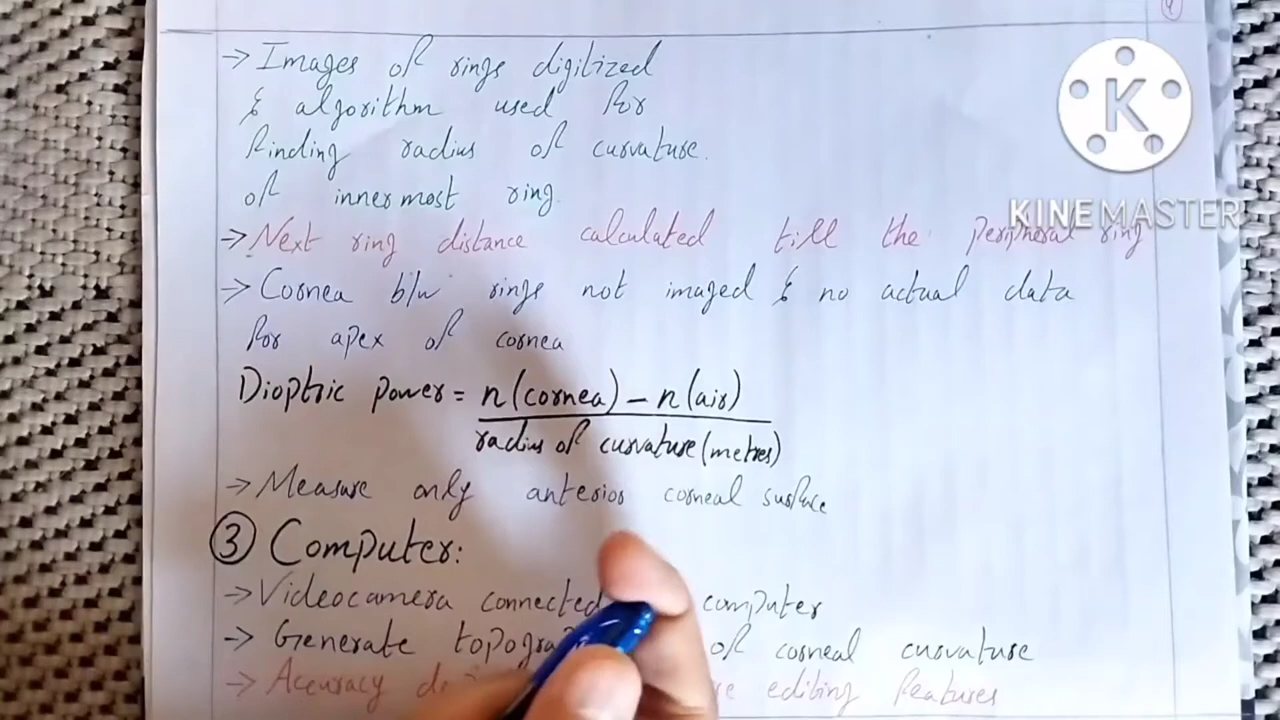 4
→ Images of rings digitized
& algorithm used for
finding radius of curvature.
of innermost ring.
→ Next ring distance calculated till the peripheral ring
→ Cornea b/w rings not imaged & no actual data
for apex of cornea
Dioptric power = n(cornea) - n(air)
radius of curvature (metres)
→ Measure only anterior corneal surface
③ Computer:
→ Videocamera connected computer
→ Generate of corneal curvature
→ Accuracy editing features
K
KINEMASTER